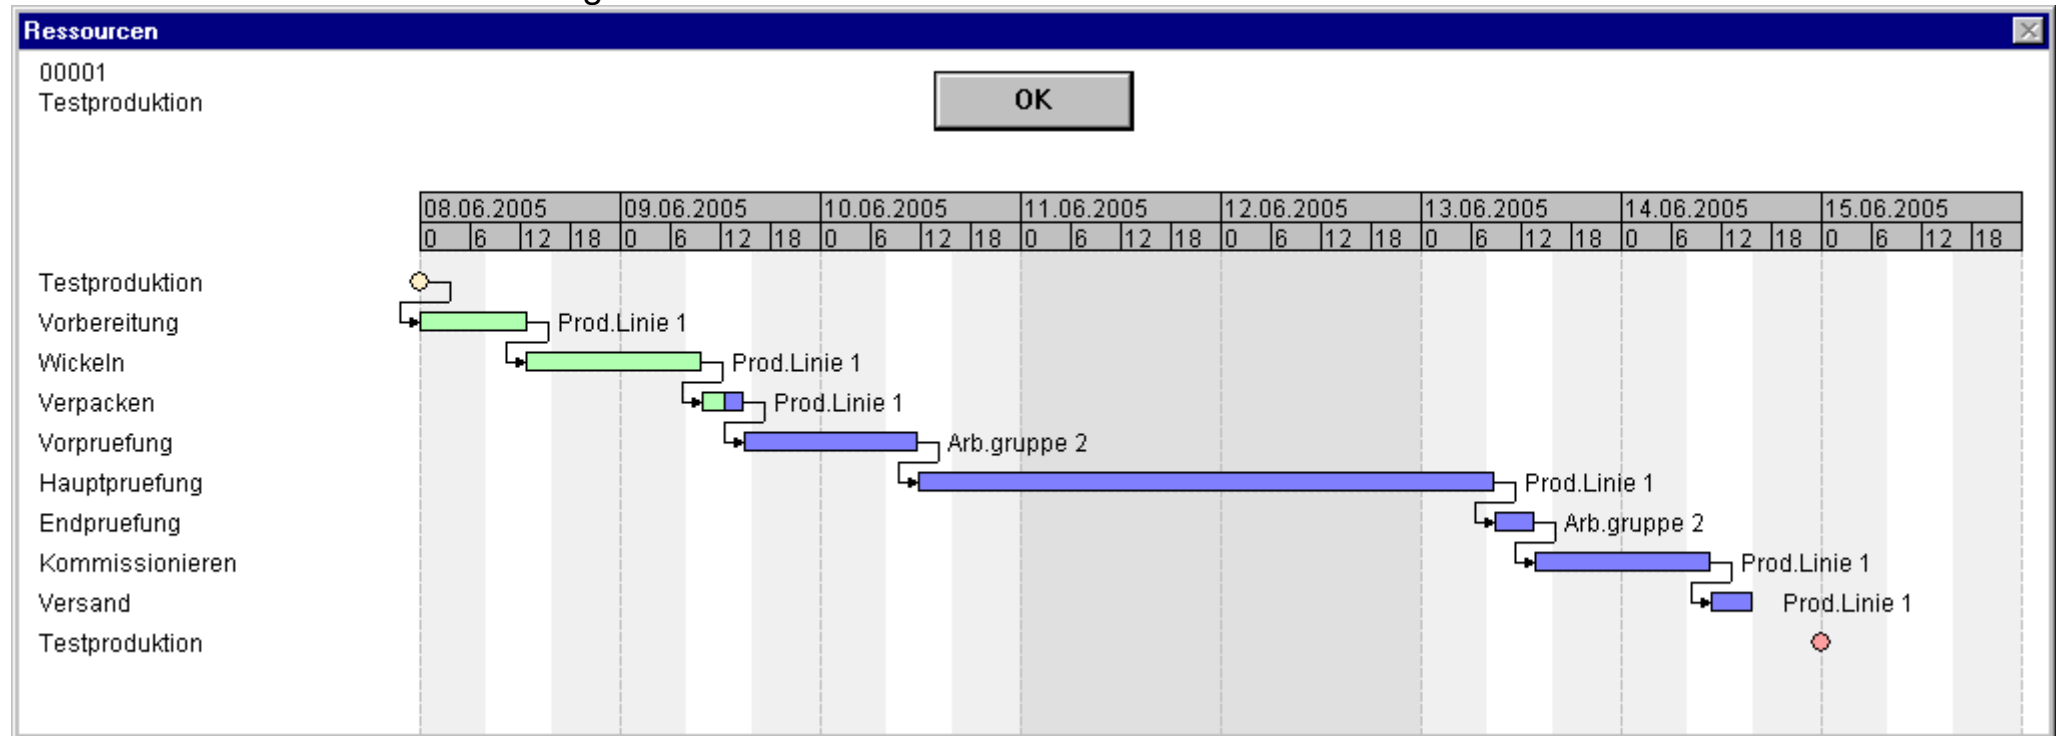 Ressourcen
00001
Testproduktion
OK
08.06.2005 09.06.2005 10.06.2005 11.06.2005 12.06.2005 13.06.2005 14.06.2005 15.06.2005
0 6 12 18 0 6 12 18 0 6 12 18 0 6 12 18 0 6 12 18 0 6 12 18 0 6 12 18 0 6 12 18
Testproduktion
Vorbereitung Prod.Linie 1
Wickeln Prod.Linie 1
Verpacken Prod.Linie 1
Vorpruefung Arb.gruppe 2
Hauptpruefung Prod.Linie 1
Endpruefung Arb.gruppe 2
Kommissionieren Prod.Linie 1
Versand Prod.Linie 1
Testproduktion